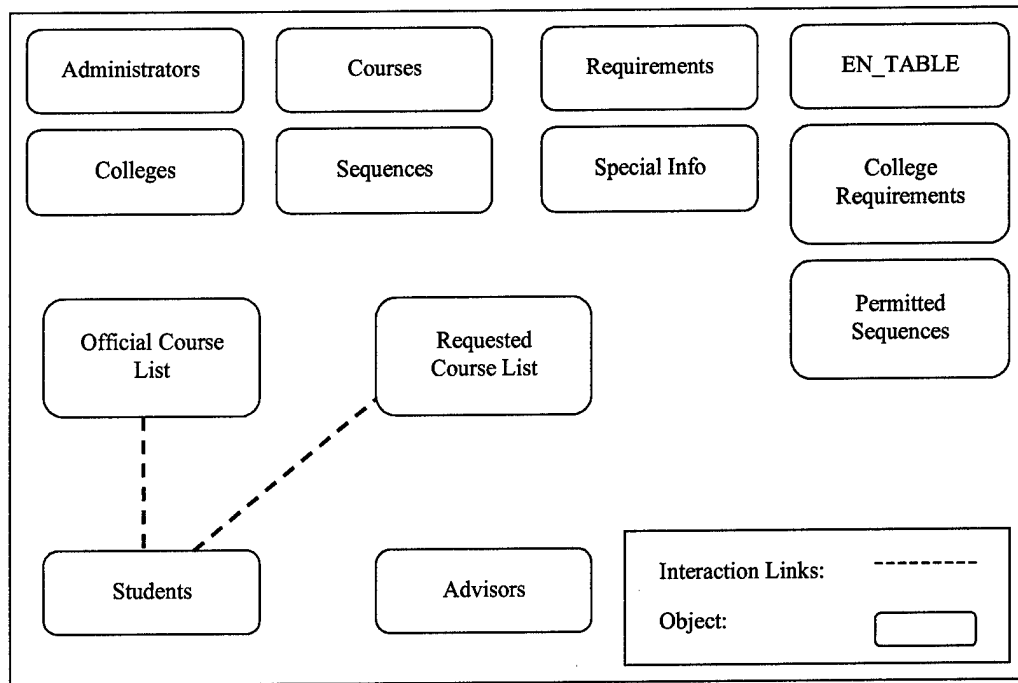 Administrators
Courses
Requirements
EN_TABLE
Colleges
Sequences
Special Info
College
Requirements
Permitted
Sequences
Official Course
List
Requested
Course List
Students
Advisors
Interaction Links:
Object: